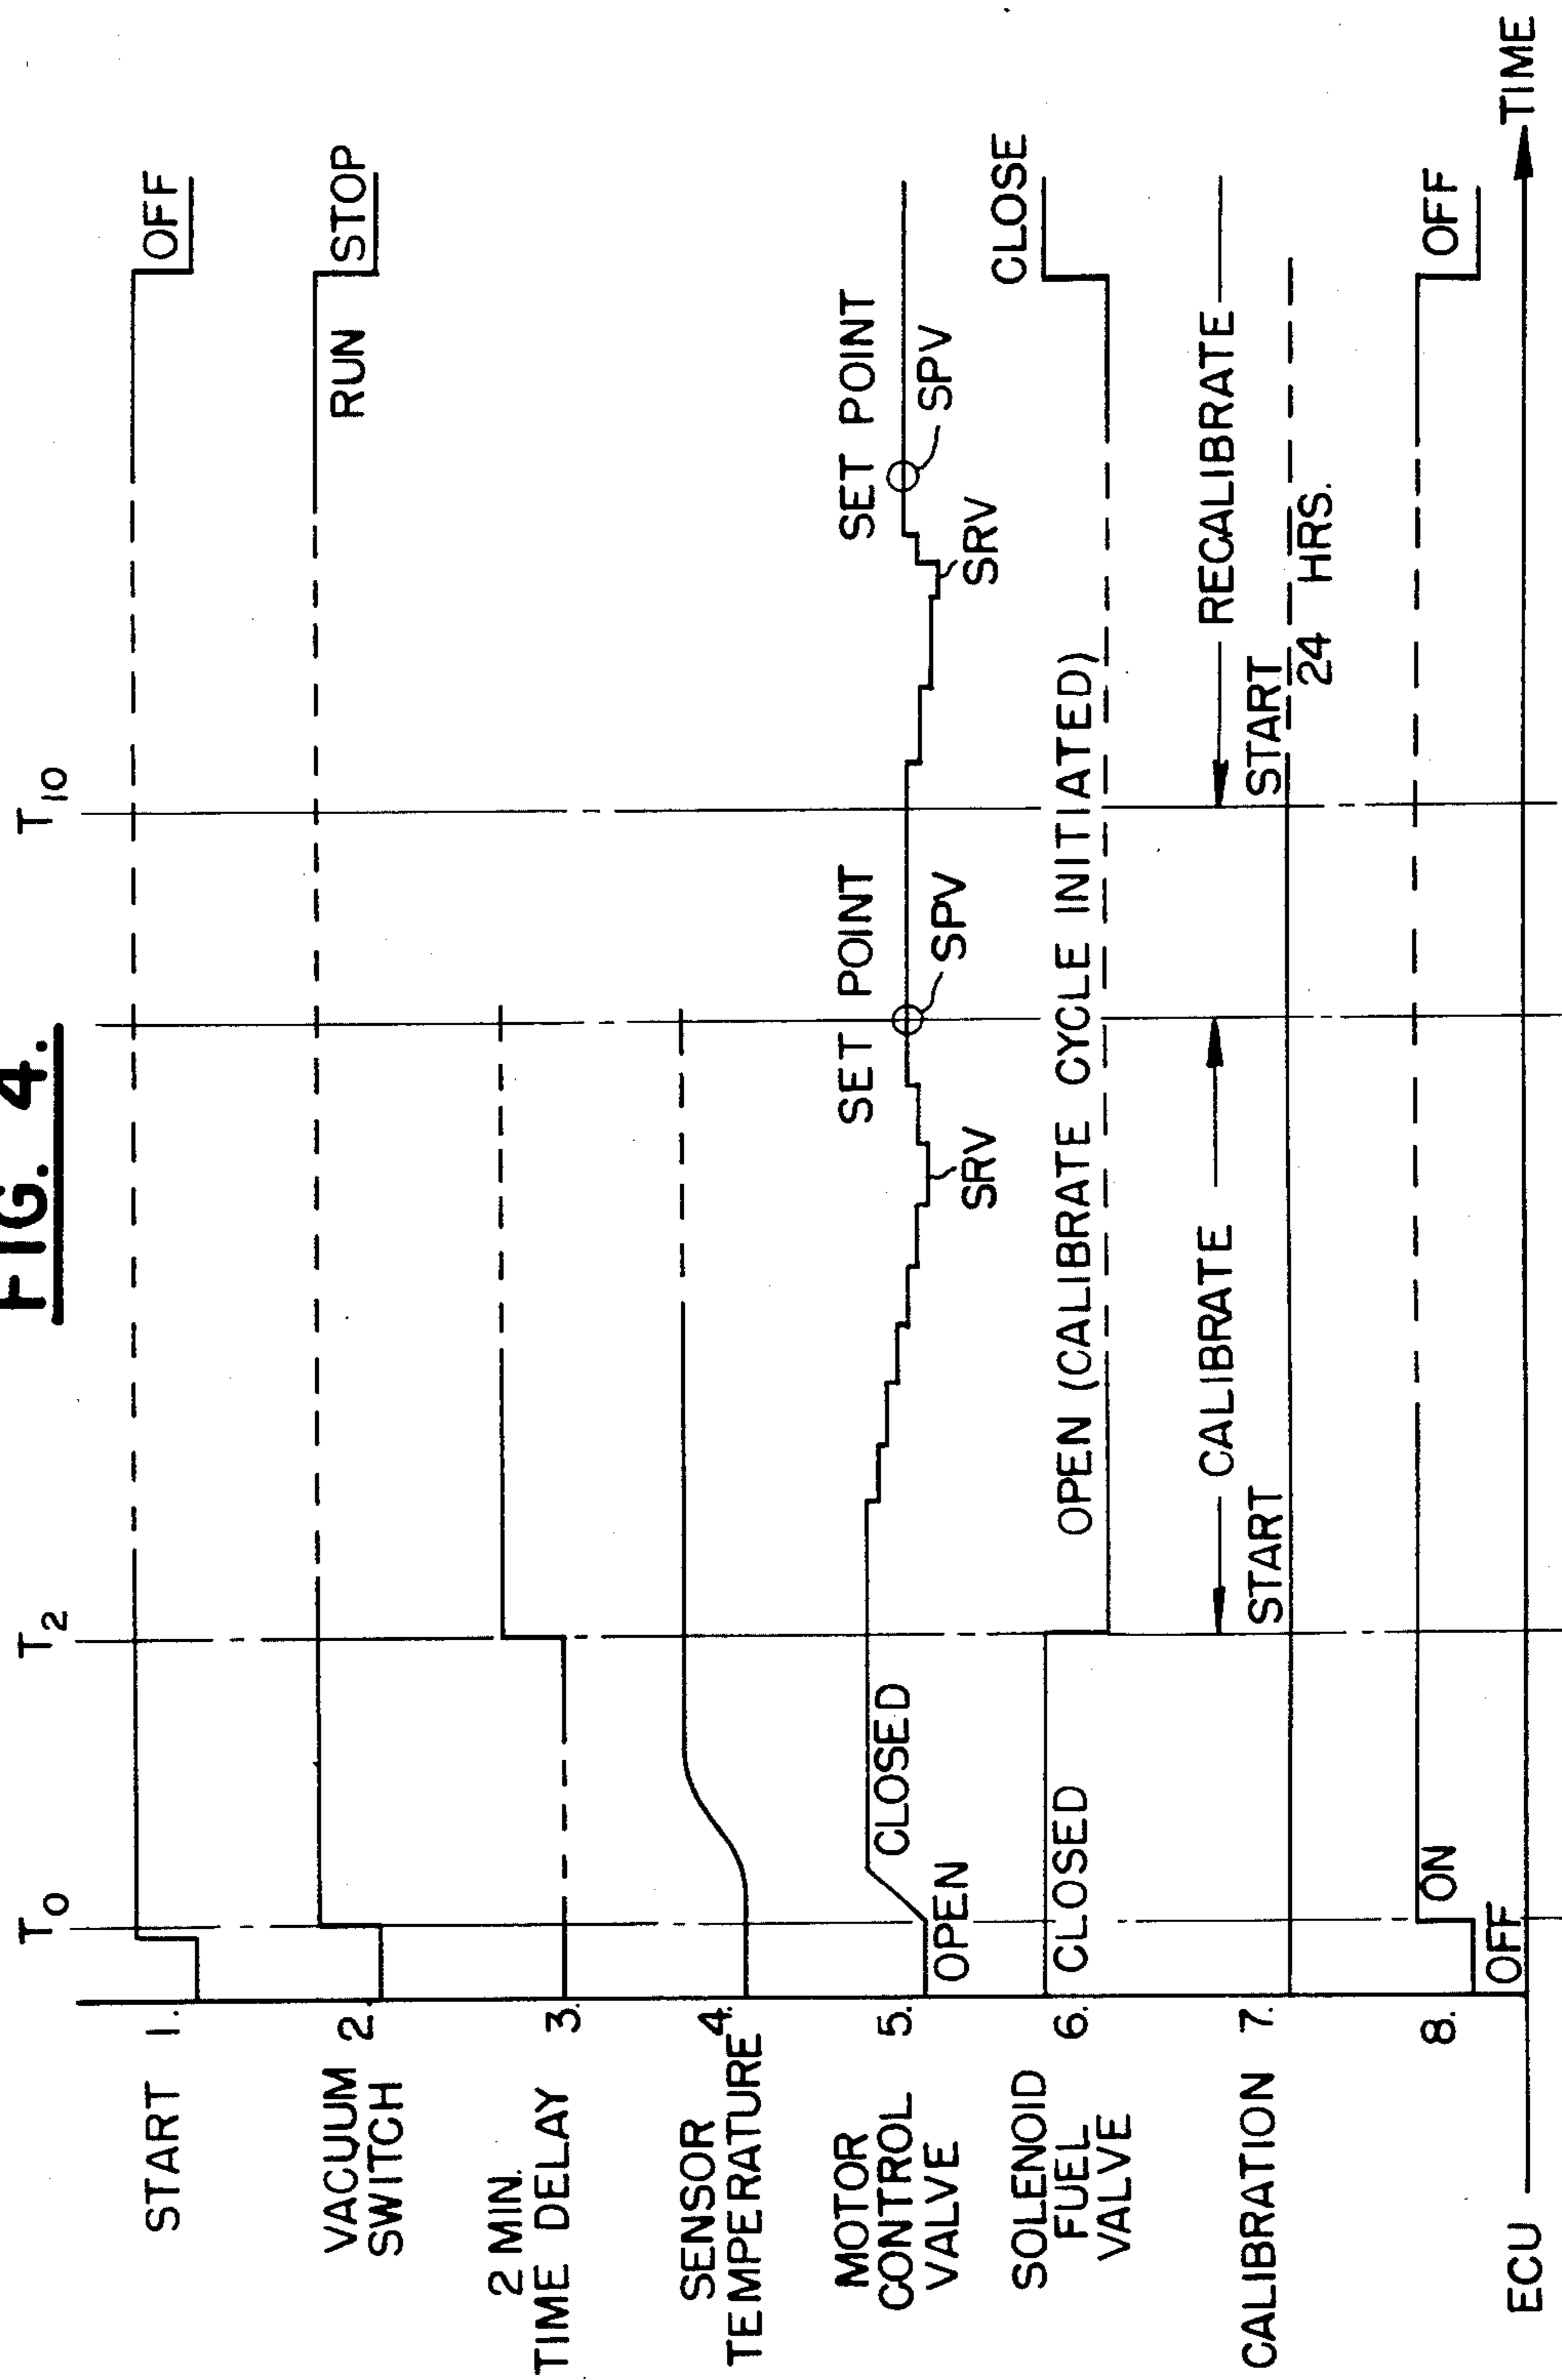 FIG. 4.
T0
T2
T10
START 1.
OFF
VACUUM
SWITCH
2.
RUN
STOP
2 MIN.
TIME DELAY
3.
SENSOR
TEMPERATURE
4.
MOTOR
CONTROL
VALVE
5.
OPEN
CLOSED
SET POINT
SRV
SPV
SET POINT
SRV
SPV
SOLENOID
FUEL
VALVE
6.
CLOSED
OPEN (CALIBRATE CYCLE INITIATED)
CLOSE
CALIBRATION 7.
START
CALIBRATE
START
RECALIBRATE
24 HRS.
8.
OFF
ON
OFF
ECU
TIME